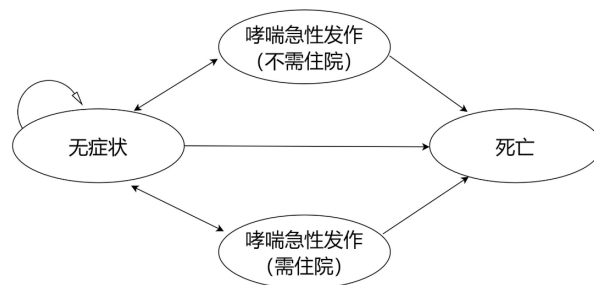 哮喘急性发作
（不需住院）
无症状
死亡
哮喘急性发作
（需住院）